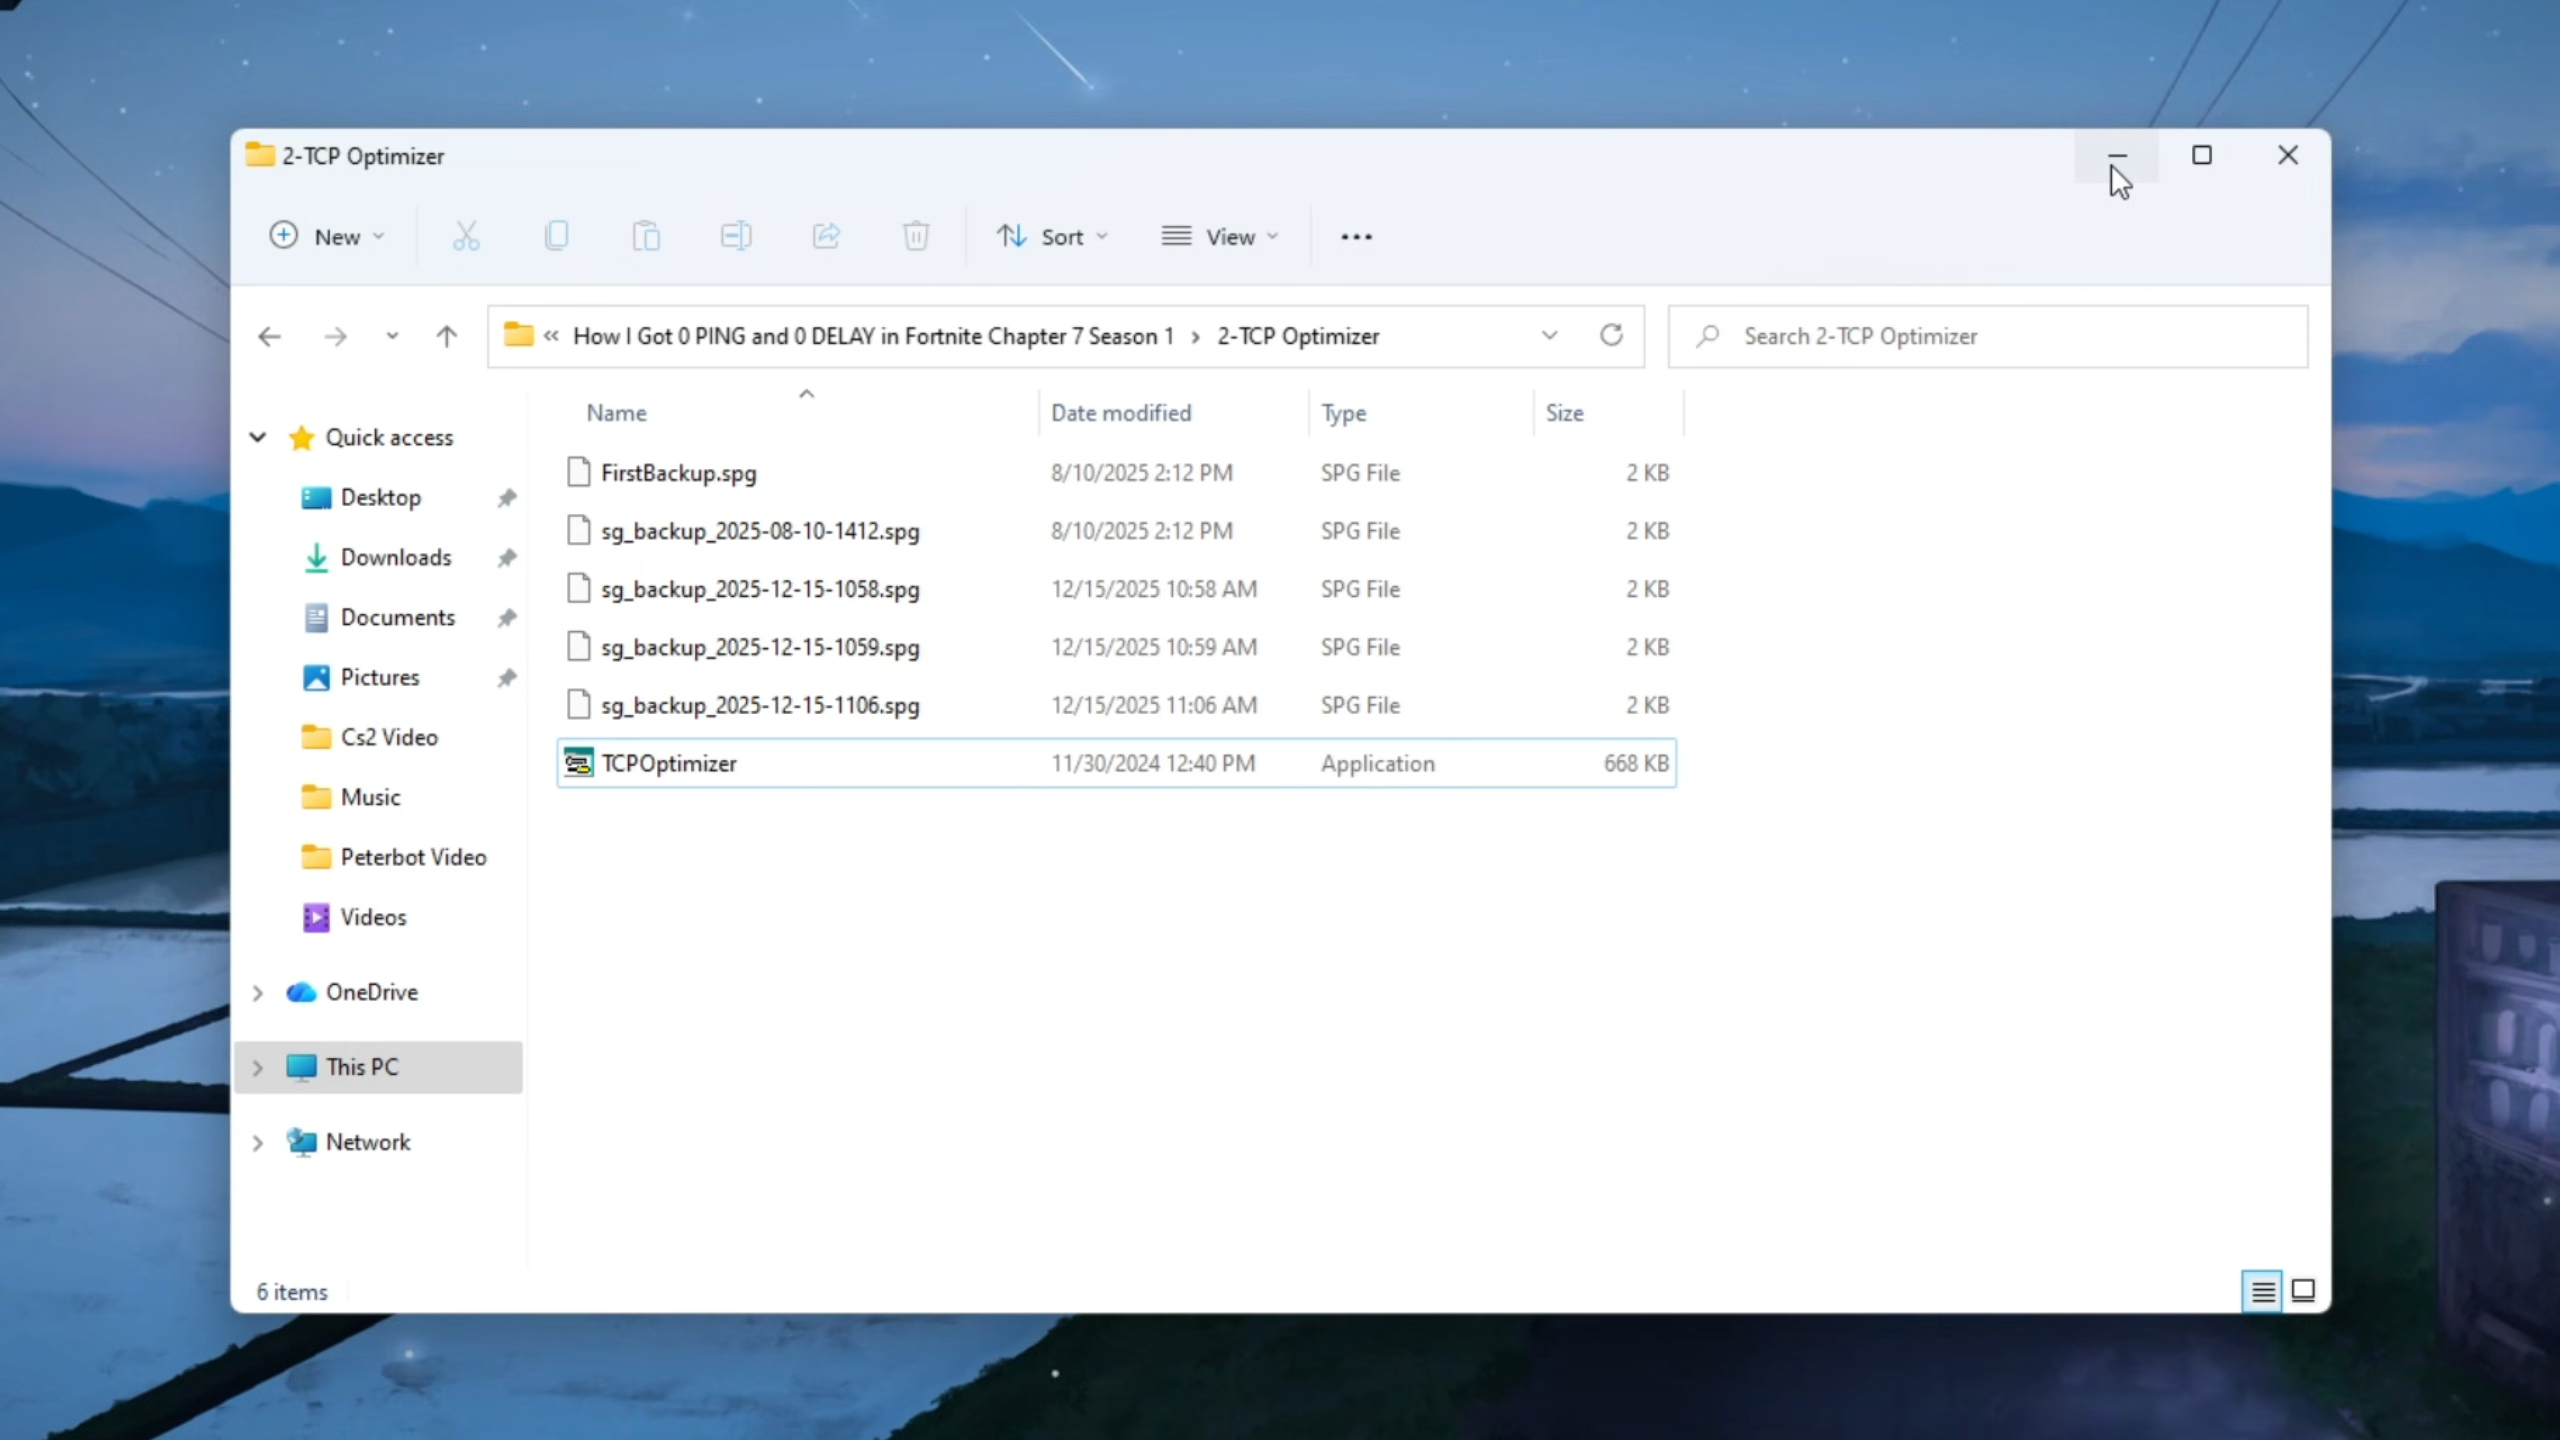 2-TCP Optimizer
New
Sort
View
« How I Got 0 PING and 0 DELAY in Fortnite Chapter 7 Season 1 › 2-TCP Optimizer
Search 2-TCP Optimizer
Name Date modified Type Size
Quick access
Desktop
Downloads
Documents
Pictures
Cs2 Video
Music
Peterbot Video
Videos
OneDrive
This PC
Network
FirstBackup.spg 8/10/2025 2:12 PM SPG File 2 KB
sg_backup_2025-08-10-1412.spg 8/10/2025 2:12 PM SPG File 2 KB
sg_backup_2025-12-15-1058.spg 12/15/2025 10:58 AM SPG File 2 KB
sg_backup_2025-12-15-1059.spg 12/15/2025 10:59 AM SPG File 2 KB
sg_backup_2025-12-15-1106.spg 12/15/2025 11:06 AM SPG File 2 KB
TCPOptimizer 11/30/2024 12:40 PM Application 668 KB
6 items